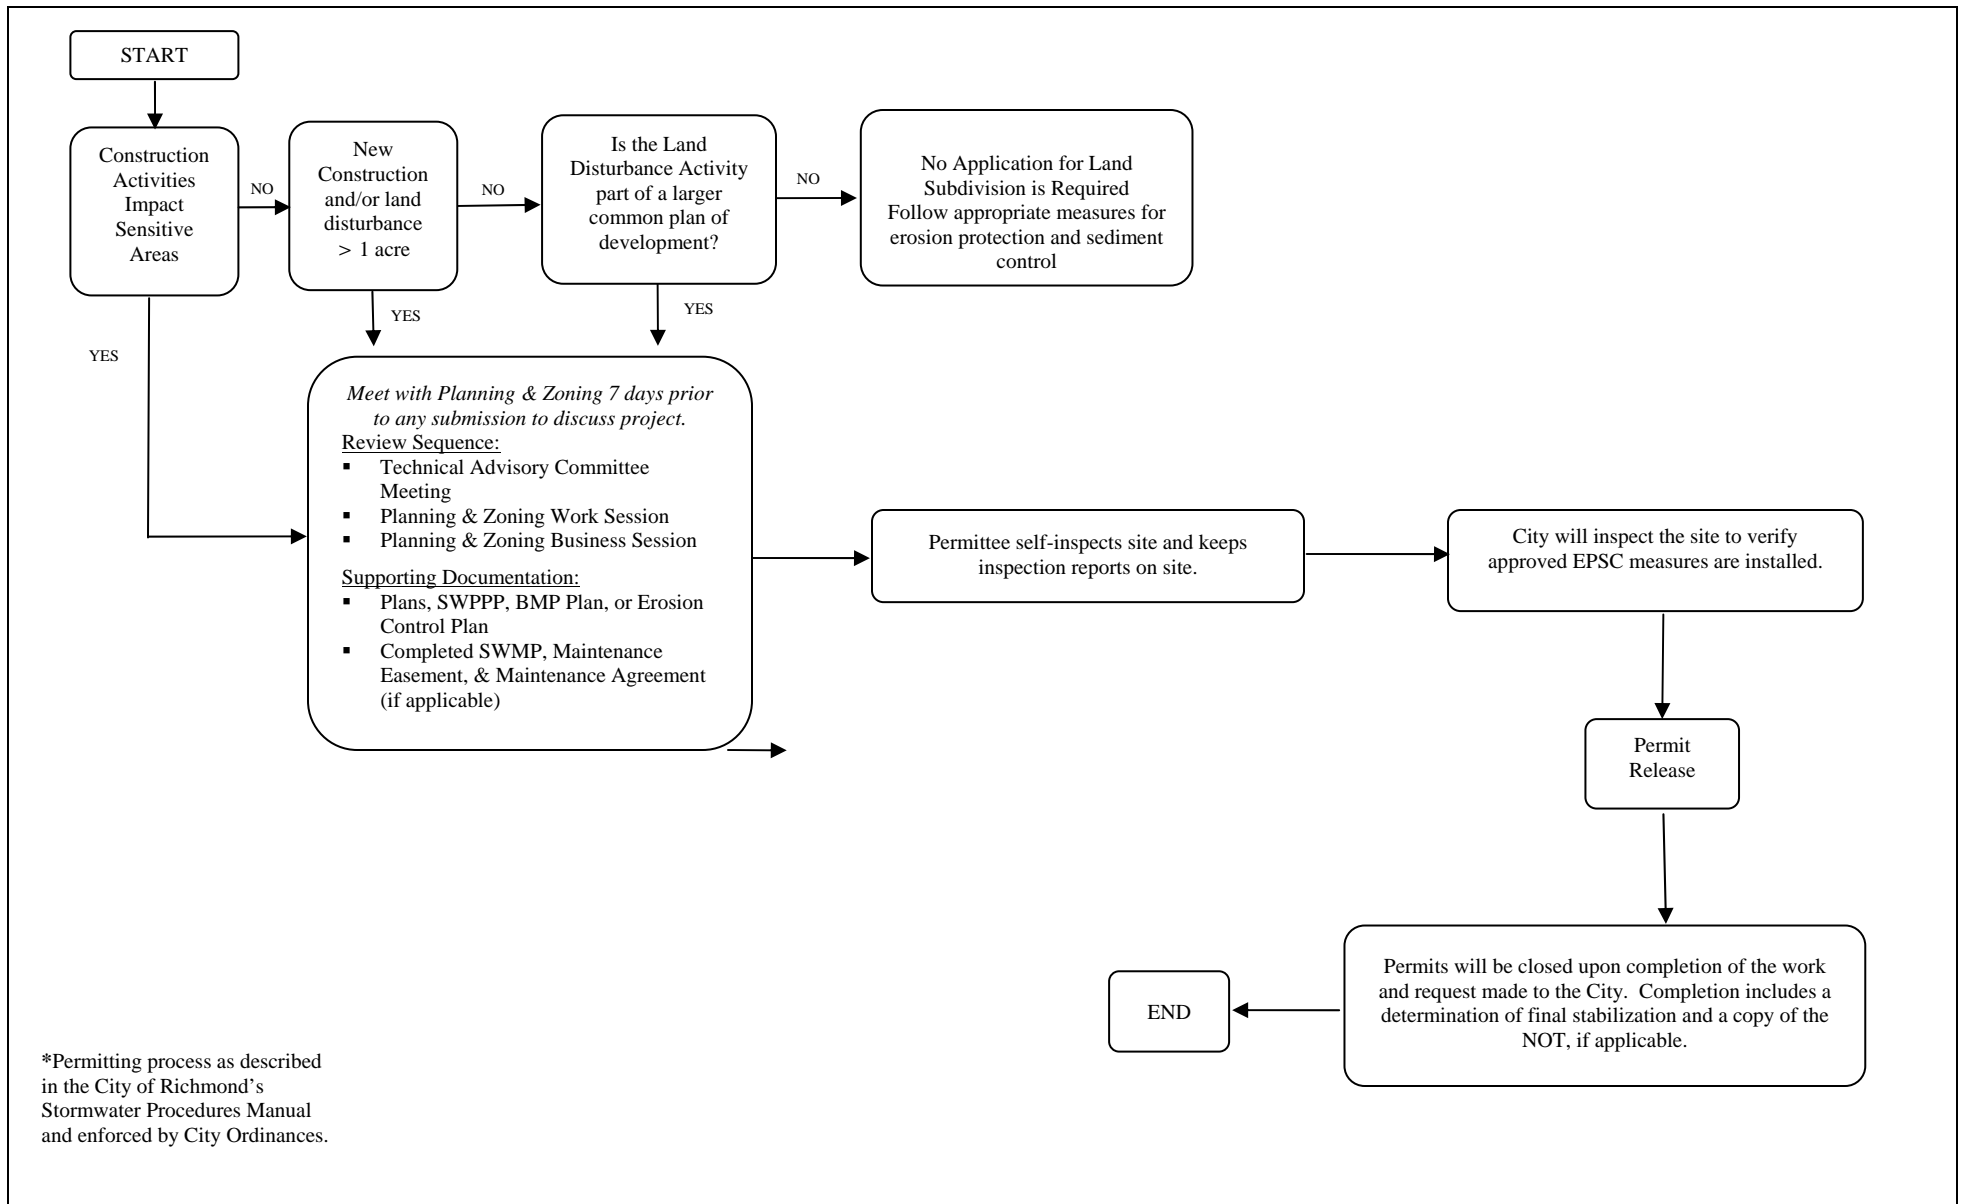 START
Construction
Activities
Impact
Sensitive
Areas
NO
New
Construction
and/or land
disturbance
> 1 acre
NO
Is the Land
Disturbance Activity
part of a larger
common plan of
development?
NO
No Application for Land
Subdivision is Required
Follow appropriate measures for
erosion protection and sediment
control
YES
YES
YES
Meet with Planning & Zoning 7 days prior
to any submission to discuss project.
Review Sequence:
▪ Technical Advisory Committee
Meeting
▪ Planning & Zoning Work Session
▪ Planning & Zoning Business Session
Supporting Documentation:
▪ Plans, SWPPP, BMP Plan, or Erosion
Control Plan
▪ Completed SWMP, Maintenance
Easement, & Maintenance Agreement
(if applicable)
Permittee self-inspects site and keeps
inspection reports on site.
City will inspect the site to verify
approved EPSC measures are installed.
Permit
Release
Permits will be closed upon completion of the work
and request made to the City.  Completion includes a
determination of final stabilization and a copy of the
NOT, if applicable.
END
*Permitting process as described
in the City of Richmond’s
Stormwater Procedures Manual
and enforced by City Ordinances.